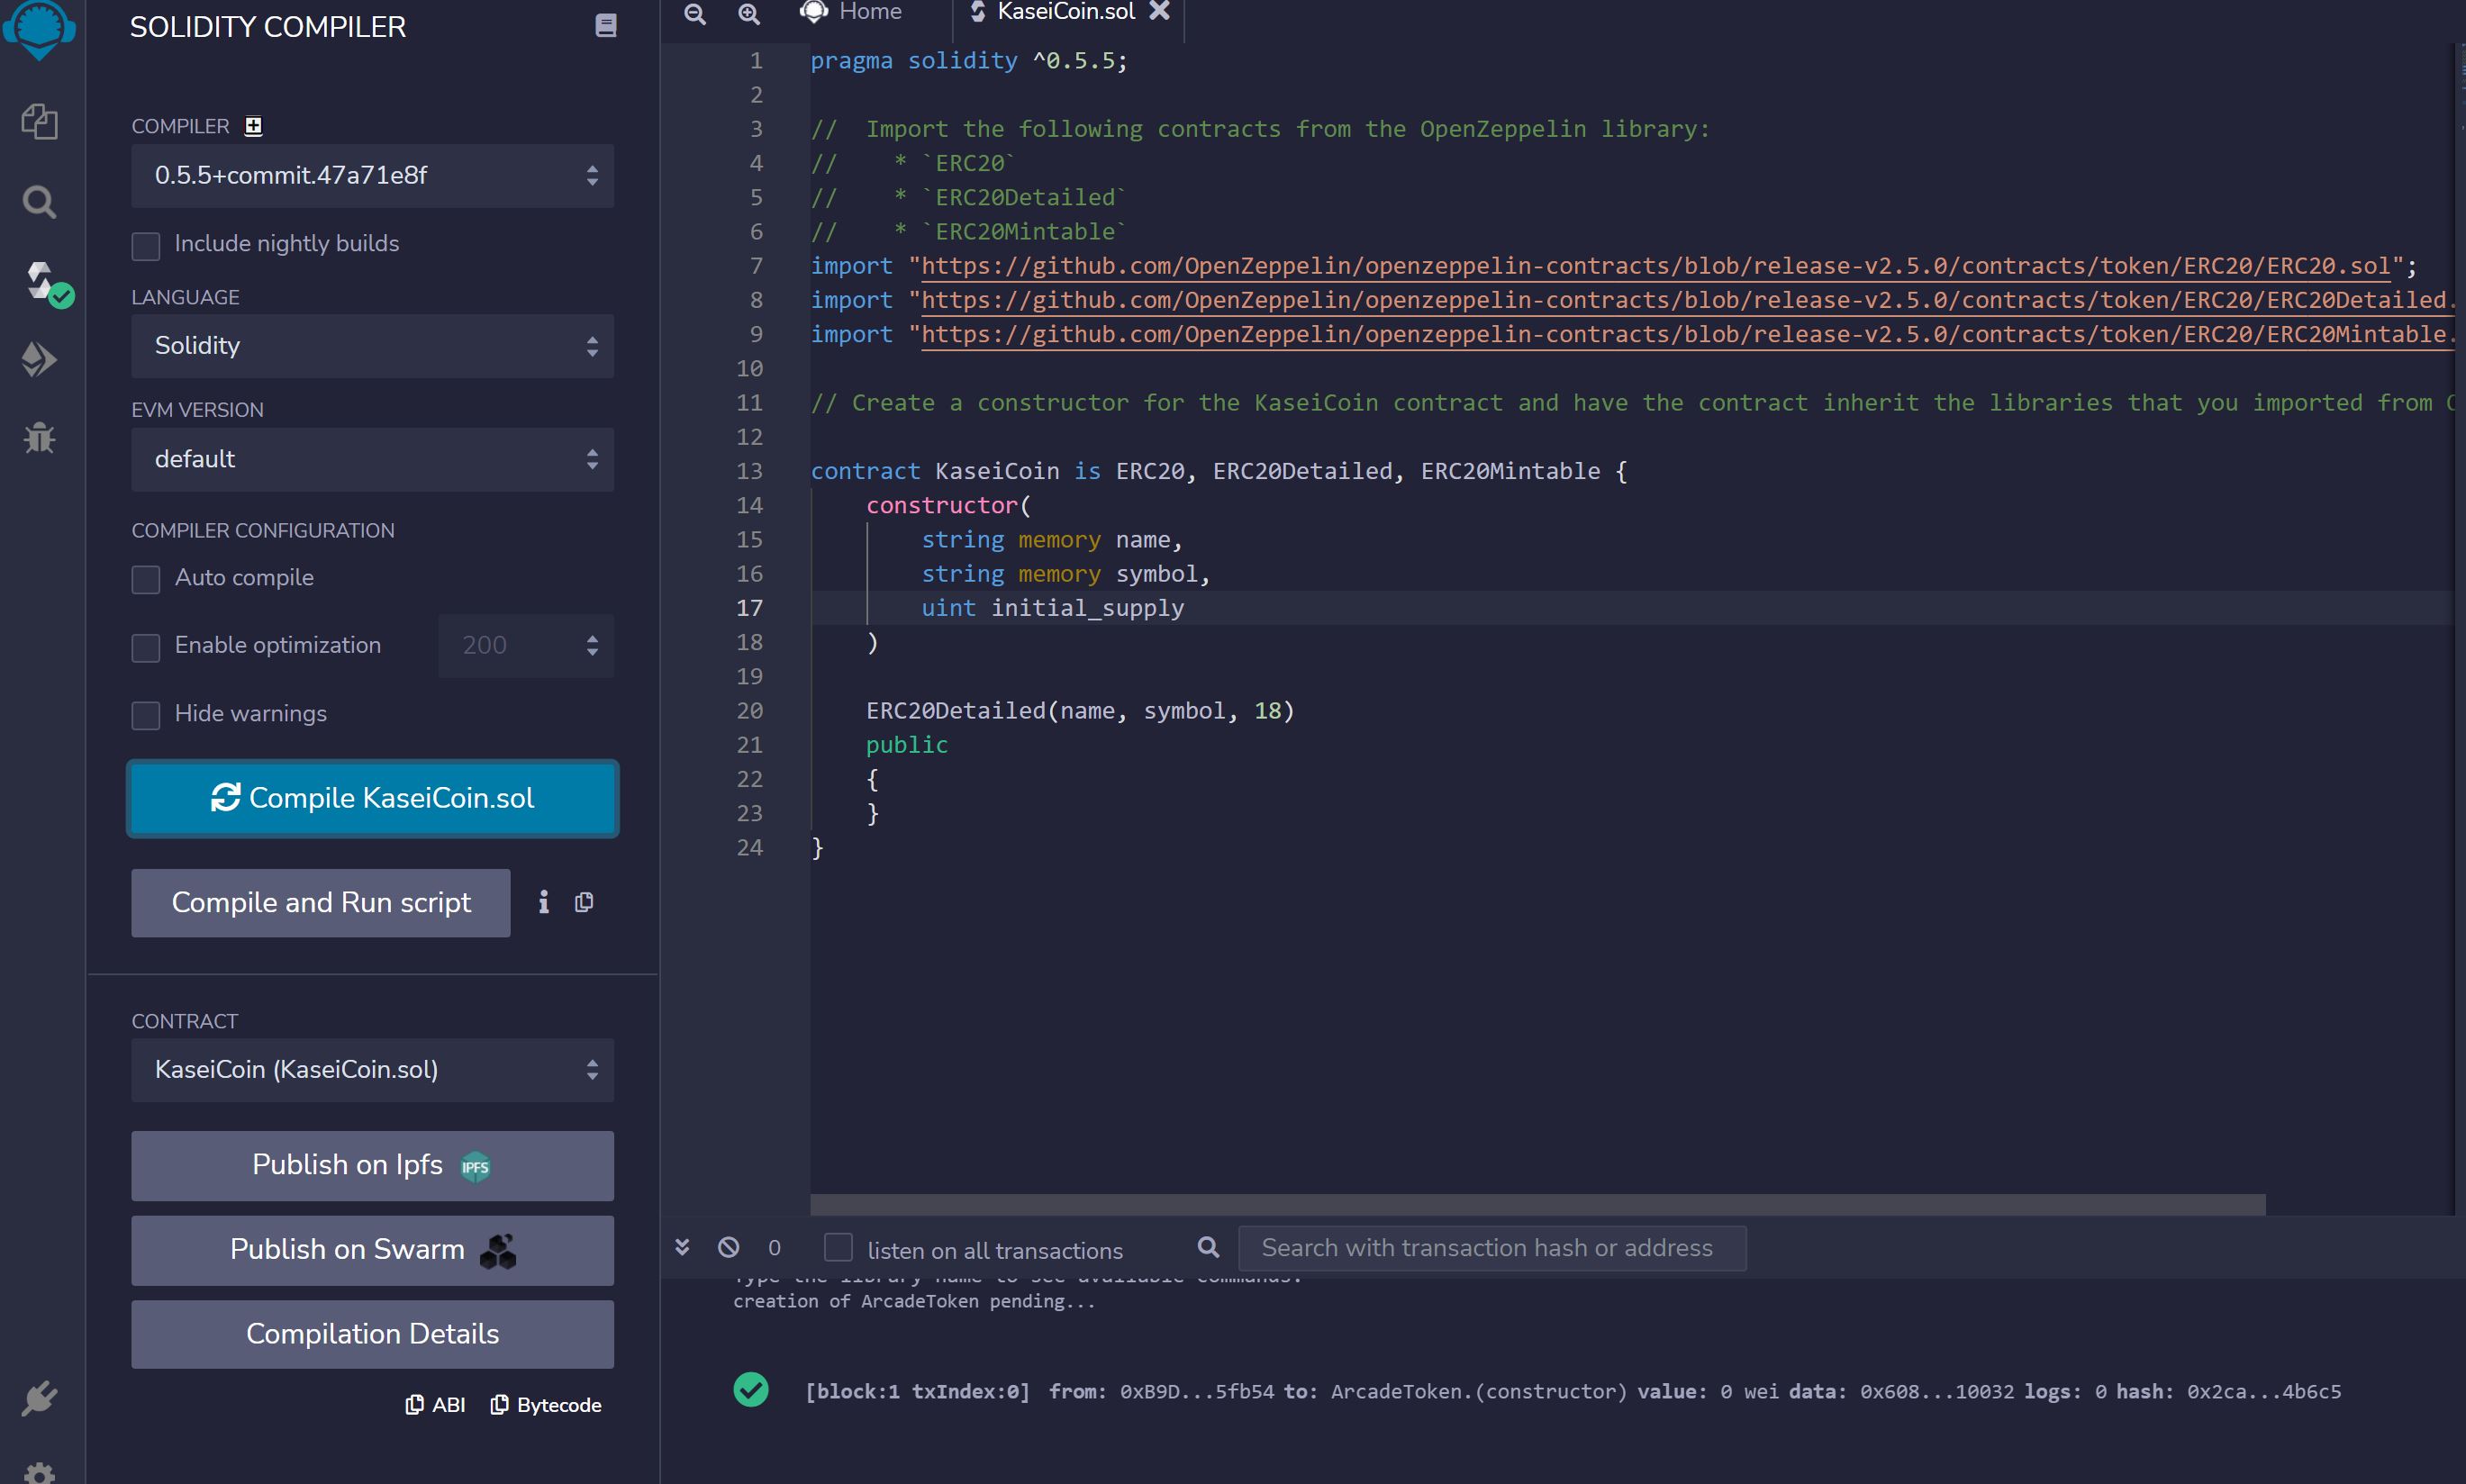 SOLIDITY COMPILER
COMPILER
0.5.5+commit.47a71e8f
Include nightly builds
LANGUAGE
Solidity
EVM VERSION
default
COMPILER CONFIGURATION
Auto compile
Enable optimization
200
Hide warnings
Compile KaseiCoin.sol
Compile and Run script
CONTRACT
KaseiCoin (KaseiCoin.sol)
Publish on Ipfs
IPFS
Publish on Swarm
Compilation Details
ABI Bytecode
Home KaseiCoin.sol
1 pragma solidity ^0.5.5;
2
3 //  Import the following contracts from the OpenZeppelin library:
4 //    * `ERC20`
5 //    * `ERC20Detailed`
6 //    * `ERC20Mintable`
7 import "https://github.com/OpenZeppelin/openzeppelin-contracts/blob/release-v2.5.0/contracts/token/ERC20/ERC20.sol";
8 import "https://github.com/OpenZeppelin/openzeppelin-contracts/blob/release-v2.5.0/contracts/token/ERC20/ERC20Detailed.
9 import "https://github.com/OpenZeppelin/openzeppelin-contracts/blob/release-v2.5.0/contracts/token/ERC20/ERC20Mintable.
10
11 // Create a constructor for the KaseiCoin contract and have the contract inherit the libraries that you imported from
12
13 contract KaseiCoin is ERC20, ERC20Detailed, ERC20Mintable {
14     constructor(
15         string memory name,
16         string memory symbol,
17         uint initial_supply
18     )
19
20     ERC20Detailed(name, symbol, 18)
21     public
22     {
23     }
24 }
0 listen on all transactions Search with transaction hash or address
Type the library name to see available commands.
creation of ArcadeToken pending...
[block:1 txIndex:0] from: 0xB9D...5fb54 to: ArcadeToken.(constructor) value: 0 wei data: 0x608...10032 logs: 0 hash: 0x2ca...4b6c5